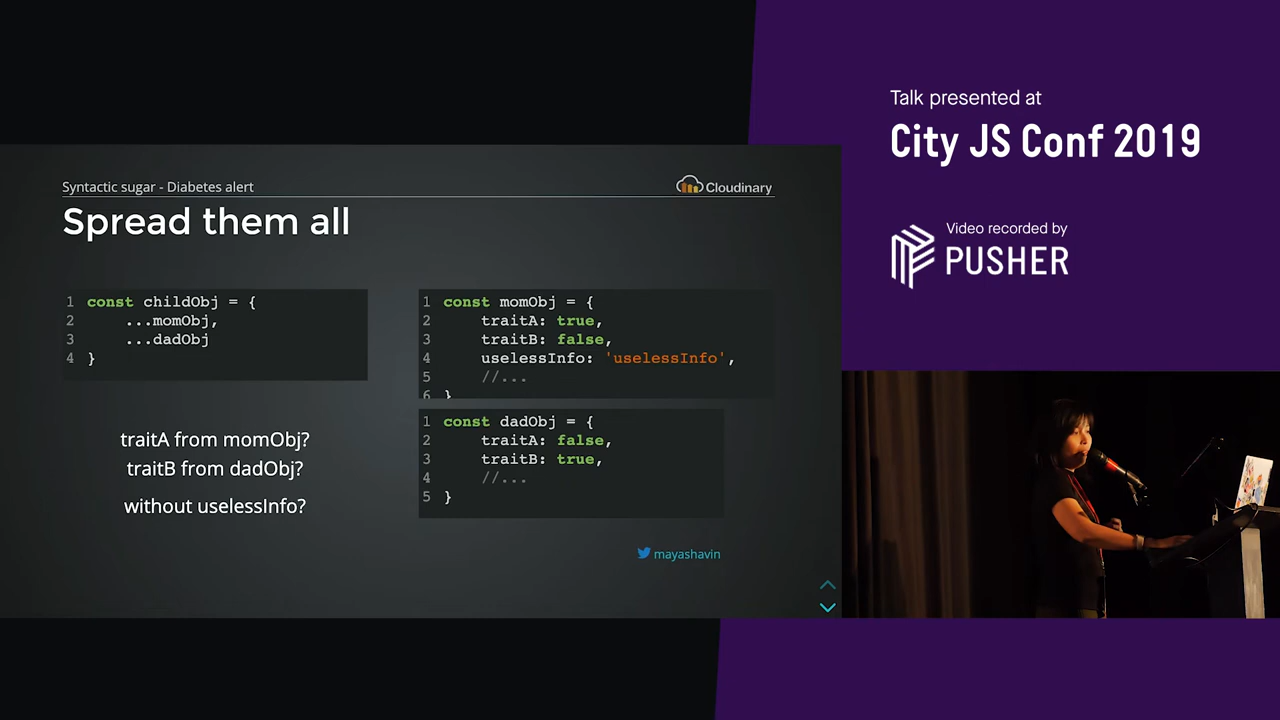 Talk presented at
City JS Conf 2019
Video recorded by
PUSHER
Syntactic sugar - Diabetes alert
Cloudinary
Spread them all
1 const childObj = {
2 ...momObj,
3 ...dadObj
4 }
traitA from momObj?
traitB from dadObj?
without uselessInfo?
1 const momObj = {
2 traitA: true,
3 traitB: false,
4 uselessInfo: 'uselessInfo',
5 //...
6 }
1 const dadObj = {
2 traitA: false,
3 traitB: true,
4 //...
5 }
mayashavin